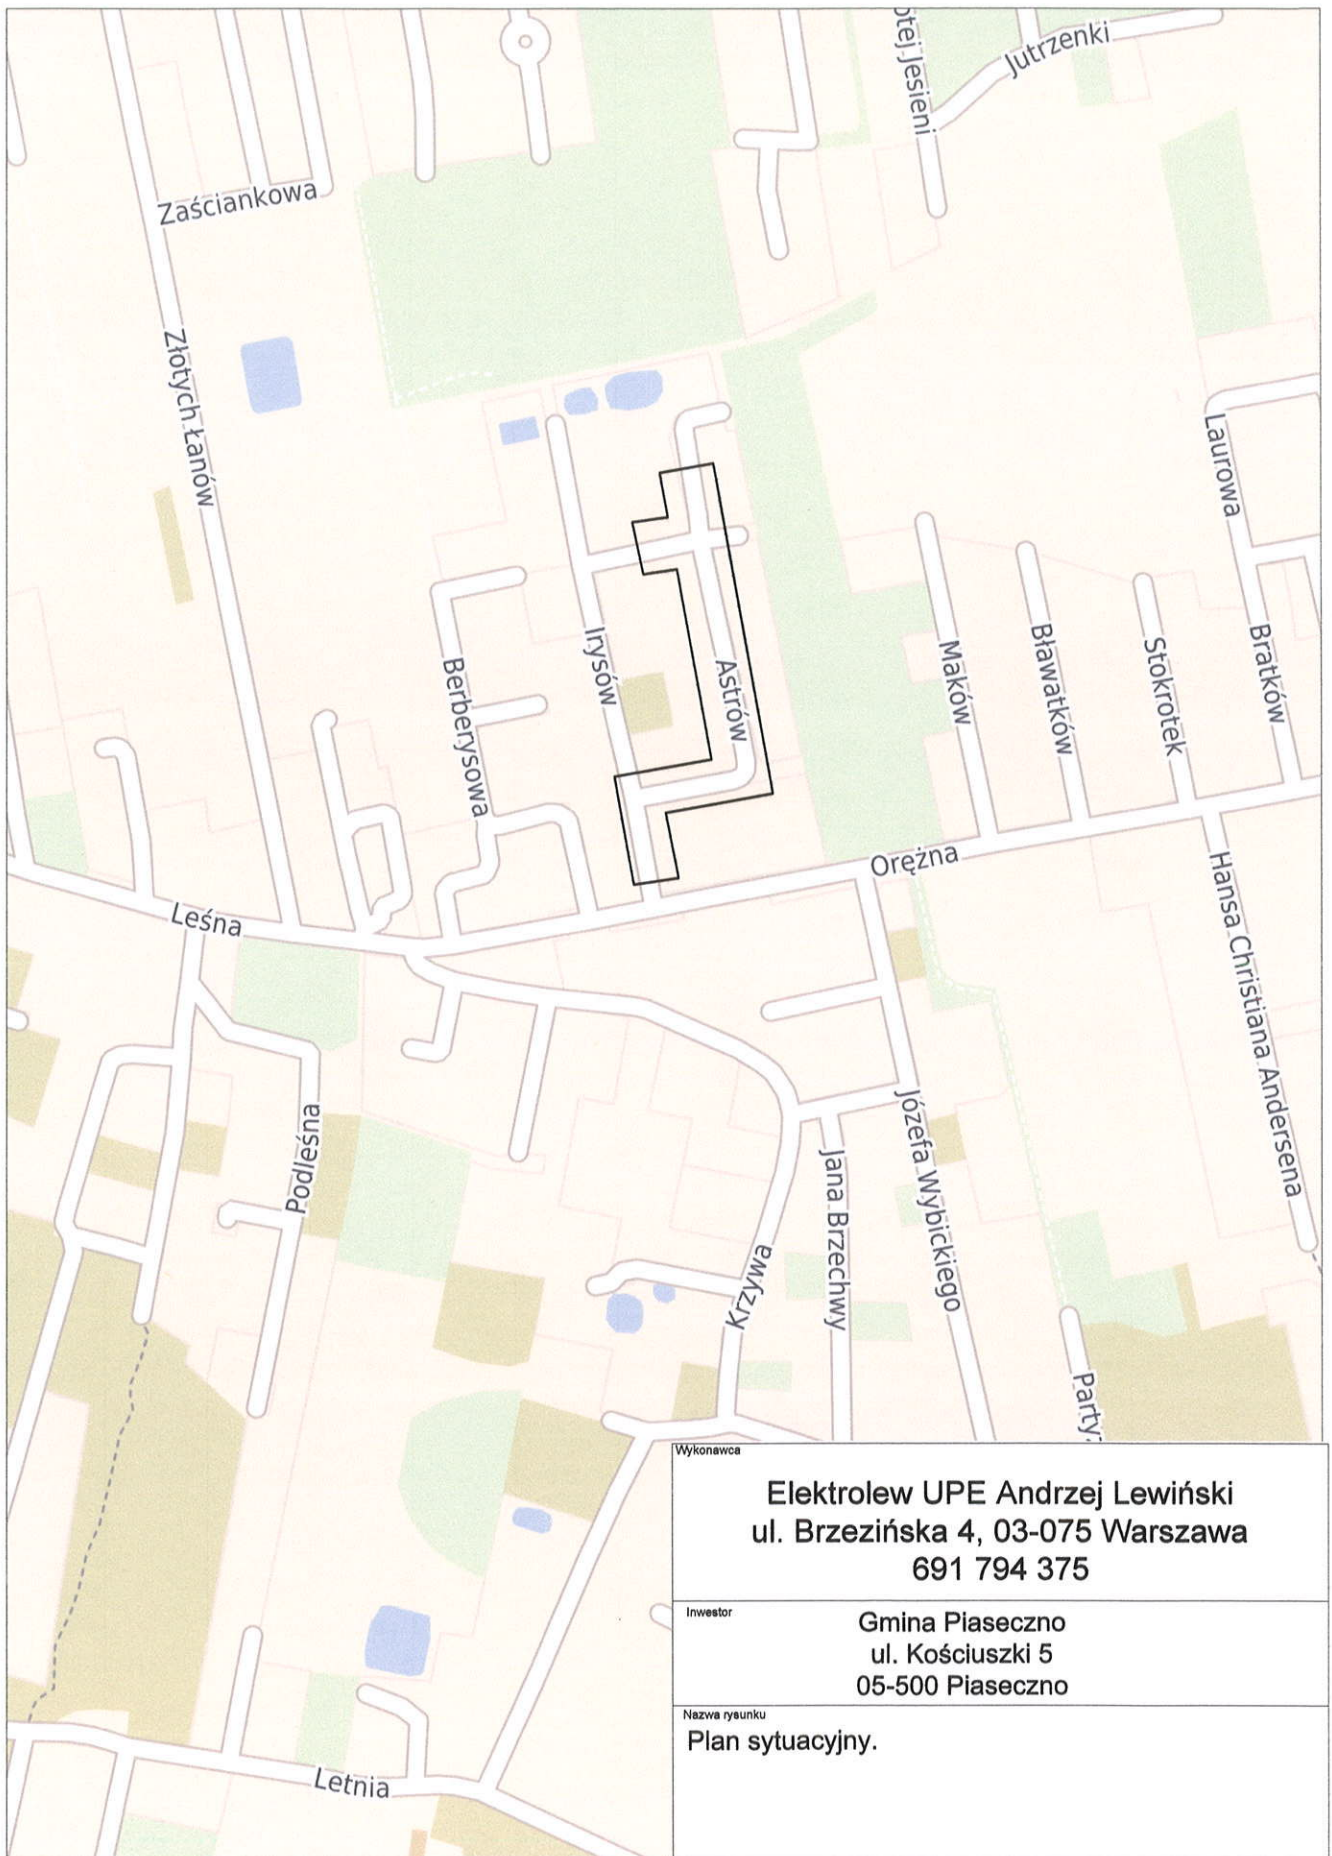 otej Jesieni
Jutrzenki
Zaściankowa
Złotych Łanów
Laurowa
Irysów
Astrów
Berberysowa
Maków
Bławatków
Stokrotek
Bratków
Orężna
Leśna
Hansa Christiana Andersena
Podleśna
Józefa Wybickiego
Jana Brzechwy
Krzywa
Party
Letnia
Wykonawca
Elektrolew UPE Andrzej Lewiński
ul. Brzezińska 4, 03-075 Warszawa
691 794 375
Inwestor
Gmina Piaseczno
ul. Kościuszki 5
05-500 Piaseczno
Nazwa rysunku
Plan sytuacyjny.